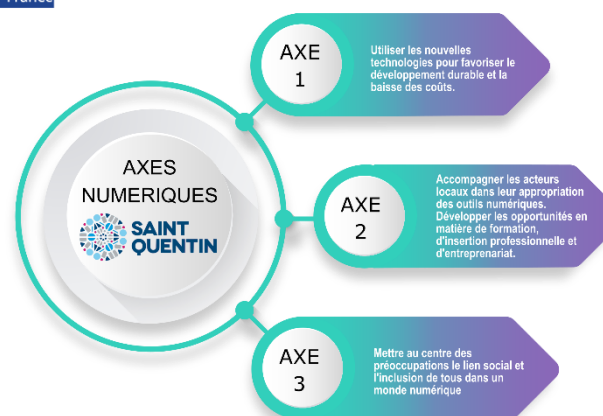 France
AXES
NUMERIQUES
SAINT
QUENTIN
AXE
1
Utiliser les nouvelles
technologies pour favoriser le
développement durable et la
baisse des coûts.
AXE
2
Accompagner les acteurs
locaux dans leur appropriation
des outils numériques.
Développer les opportunités en
matière de formation,
d'insertion professionnelle et
d'entreprenariat.
AXE
3
Mettre au centre des
préoccupations le lien social et
l'inclusion de tous dans un
monde numérique